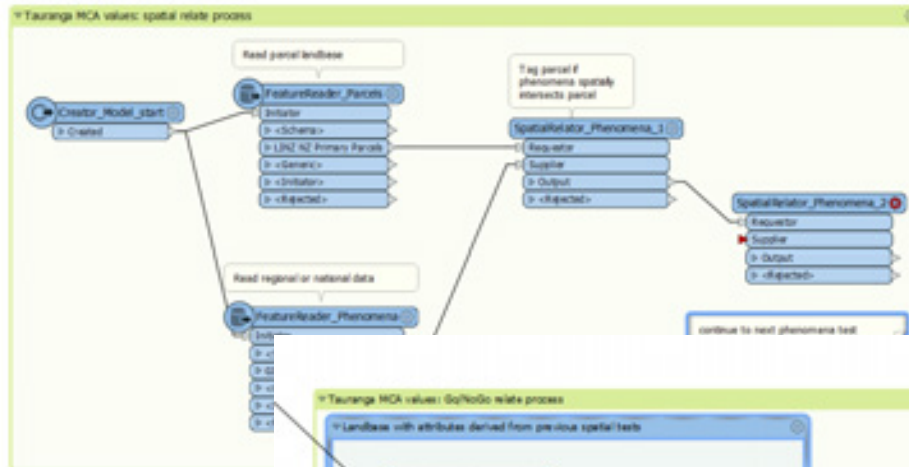 Tauranga MCA values: spatial relate process
Read parcel landbase
FeatureReader_Parcels
Initiator
<Schema>
LINZ NZ Primary Parcels
<Generic>
<Initiator>
<Rejected>
Creator_Model_start
Created
Tag parcel if
phenomena spatially
intersects parcel
SpatialRelator_Phenomena_1
Requestor
Supplier
Output
<Rejected>
SpatialRelator_Phenomena_2
Requestor
Supplier
Output
<Rejected>
Read regional or national data
FeatureReader_Phenomena
continue to next phenomena test
Tauranga MCA values: Go/NoGo relate process
Landbase with attributes derived from previous spatial tests